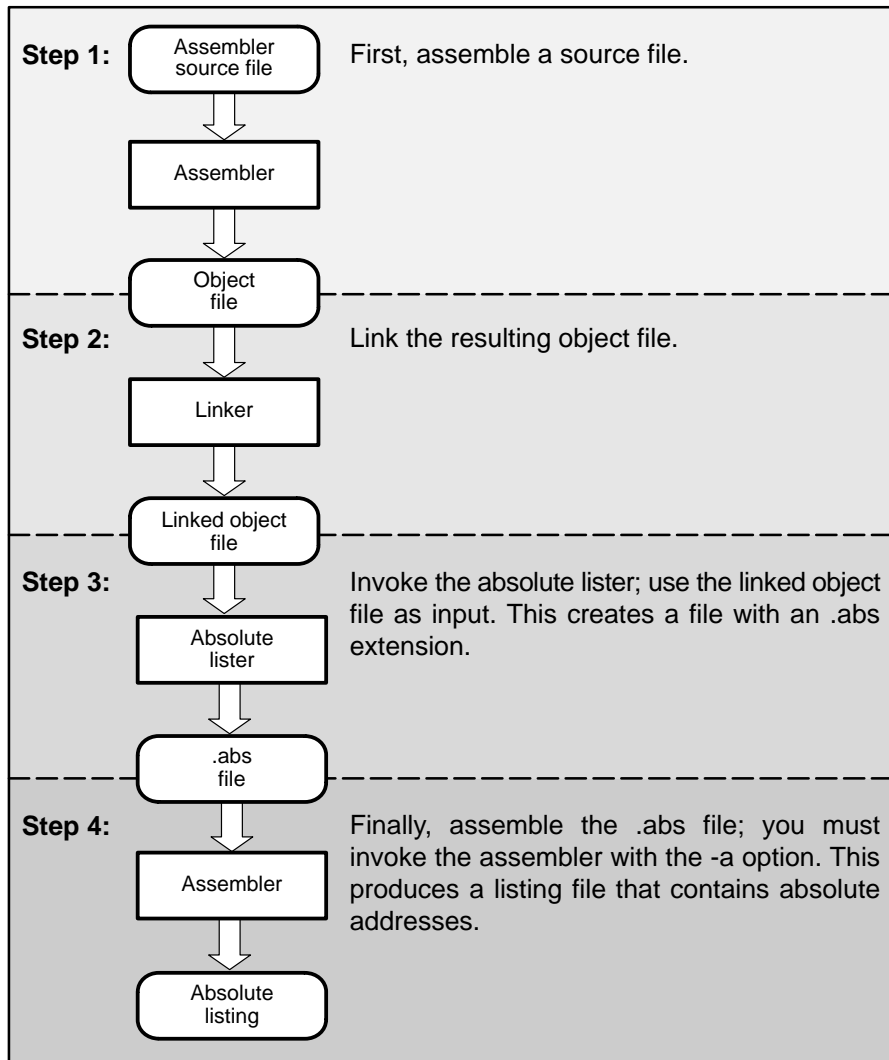 Step 1:
Assembler
source file
First, assemble a source file.
Assembler
Object
file
Step 2:
Link the resulting object file.
Linker
Linked object
file
Step 3:
Invoke the absolute lister; use the linked object
file as input. This creates a file with an .abs
extension.
Absolute
lister
.abs
file
Step 4:
Finally, assemble the .abs file; you must
invoke the assembler with the -a option. This
produces a listing file that contains absolute
addresses.
Assembler
Absolute
listing